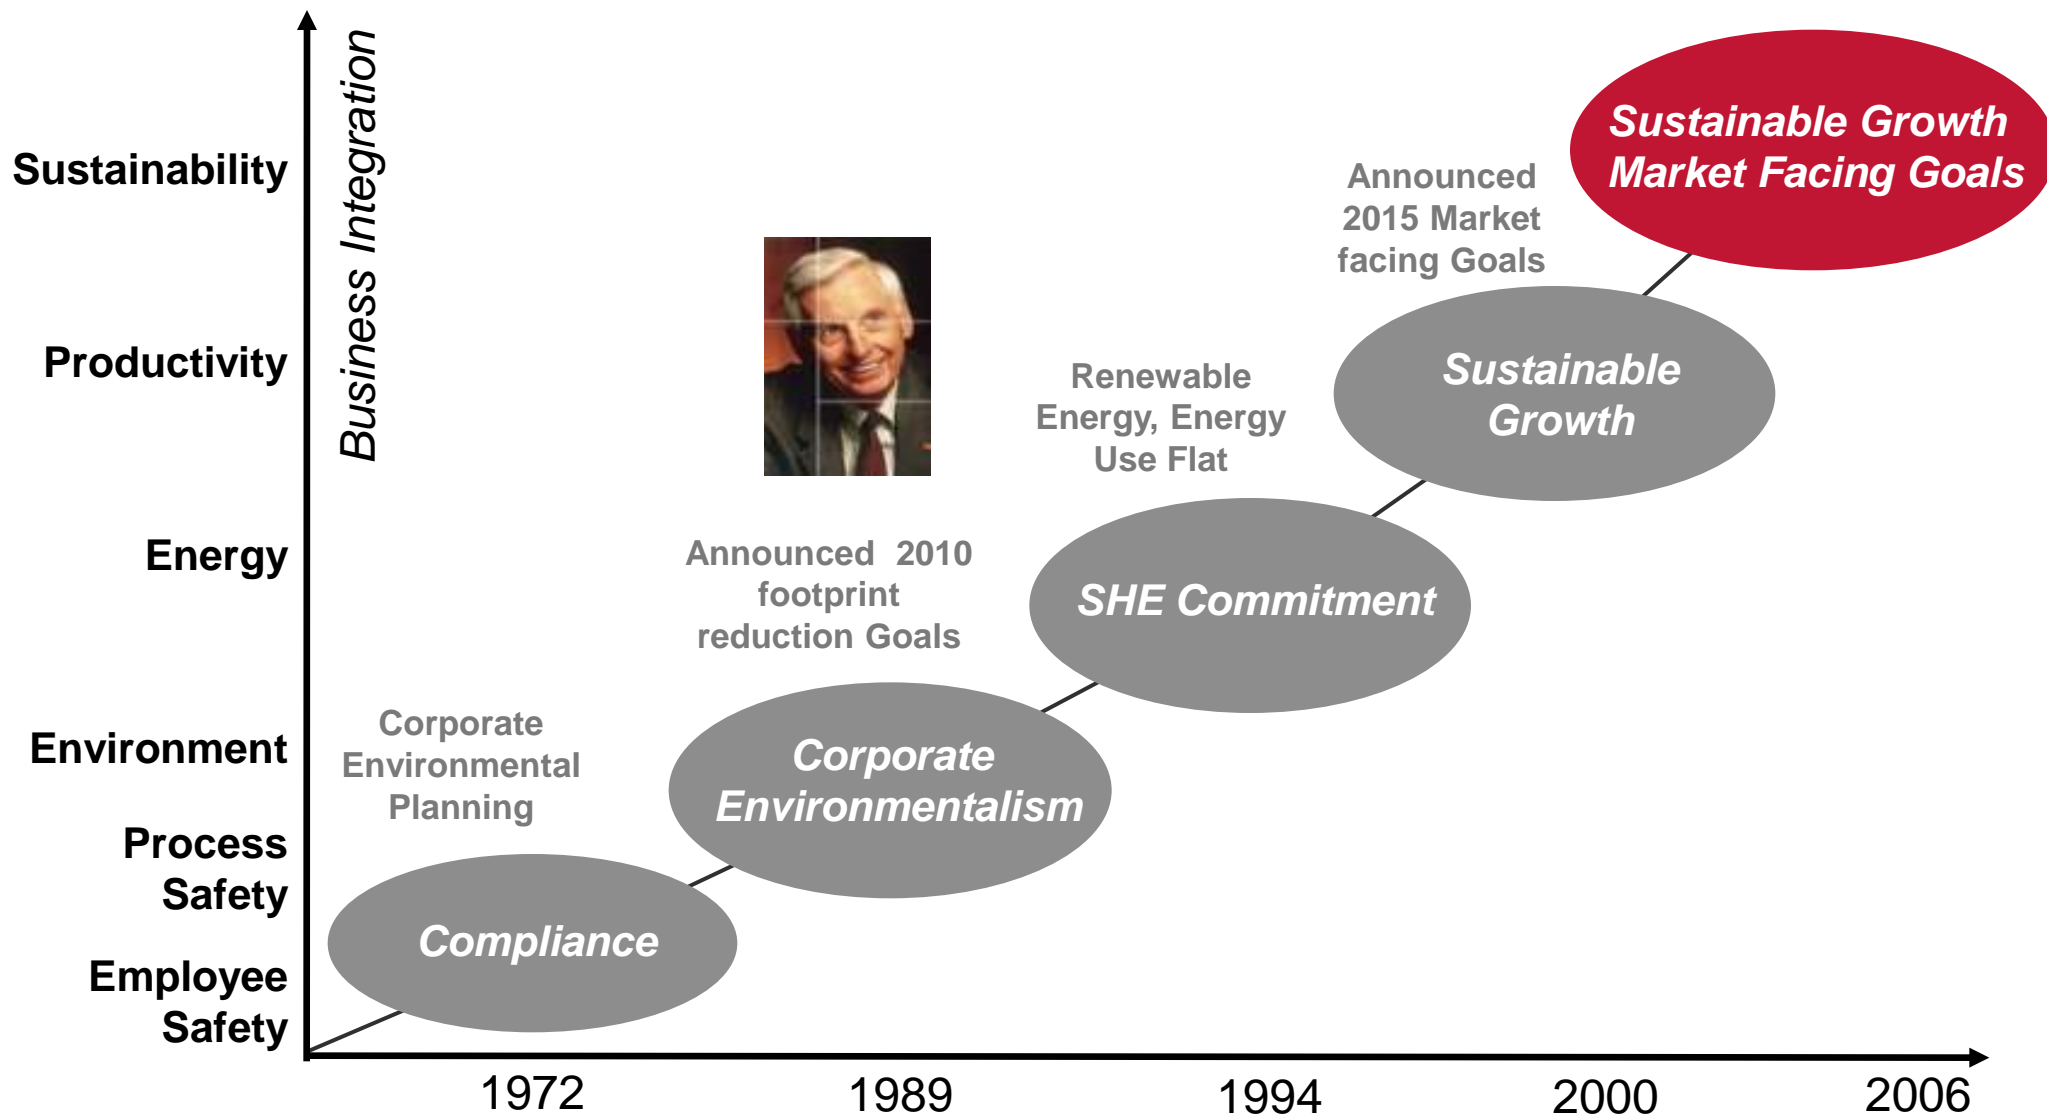 Business Integration
Sustainability
Productivity
Energy
Environment
Process
Safety
Employee
Safety
Sustainable Growth
Market Facing Goals
Announced
2015 Market
facing Goals
Sustainable
Growth
Renewable
Energy, Energy
Use Flat
SHE Commitment
Announced 2010
footprint
reduction Goals
Corporate
Environmentalism
Corporate
Environmental
Planning
Compliance
1972
1989
1994
2000
2006